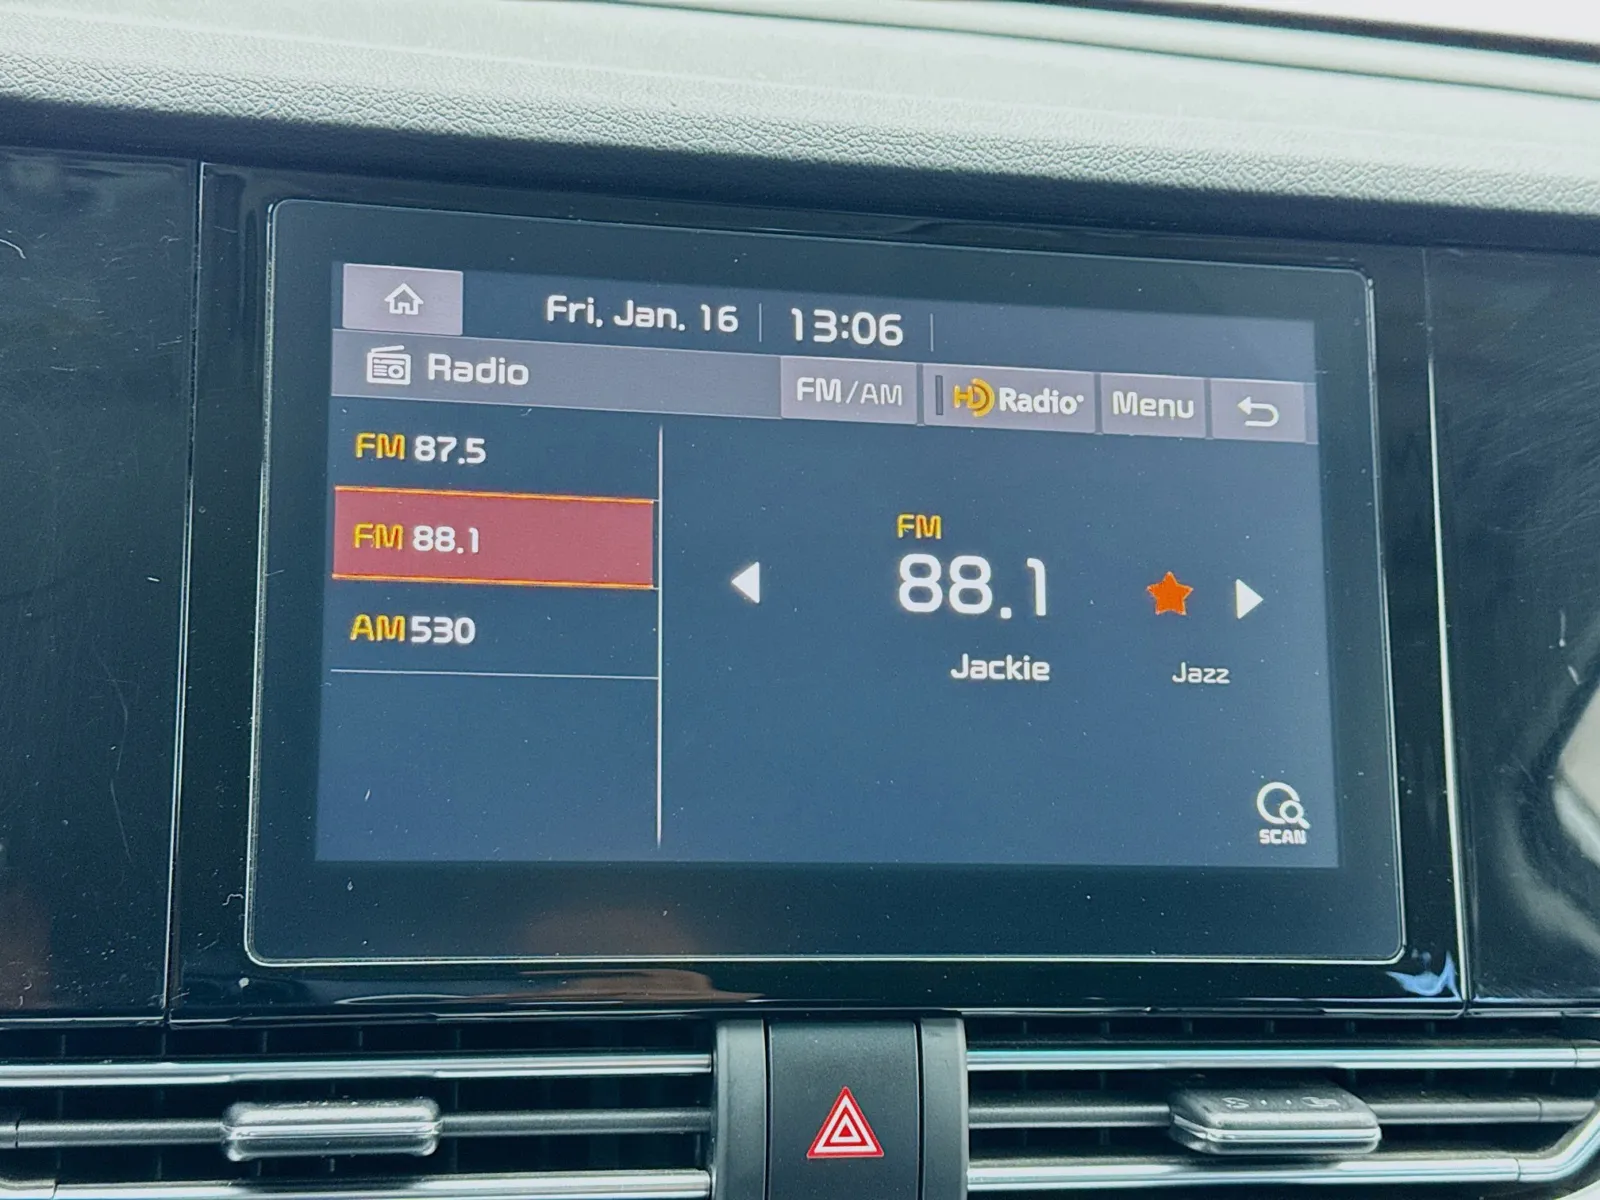 Fri, Jan. 16 13:06
Radio FM/AM HD Radio Menu
FM 87.5
FM 88.1
AM 530
FM
88.1
Jackie Jazz
SCAN